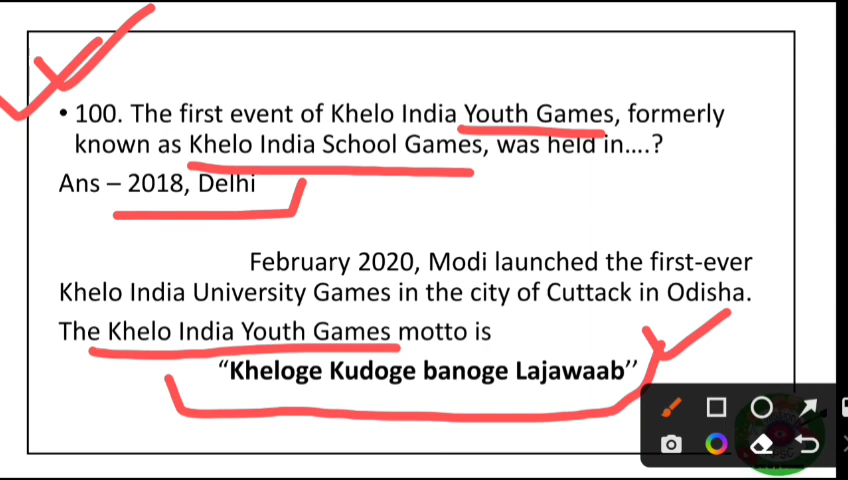 • 100. The first event of Khelo India Youth Games, formerly
known as Khelo India School Games, was held in....?
Ans – 2018, Delhi
February 2020, Modi launched the first-ever
Khelo India University Games in the city of Cuttack in Odisha.
The Khelo India Youth Games motto is
“Kheloge Kudoge banoge Lajawaab’’